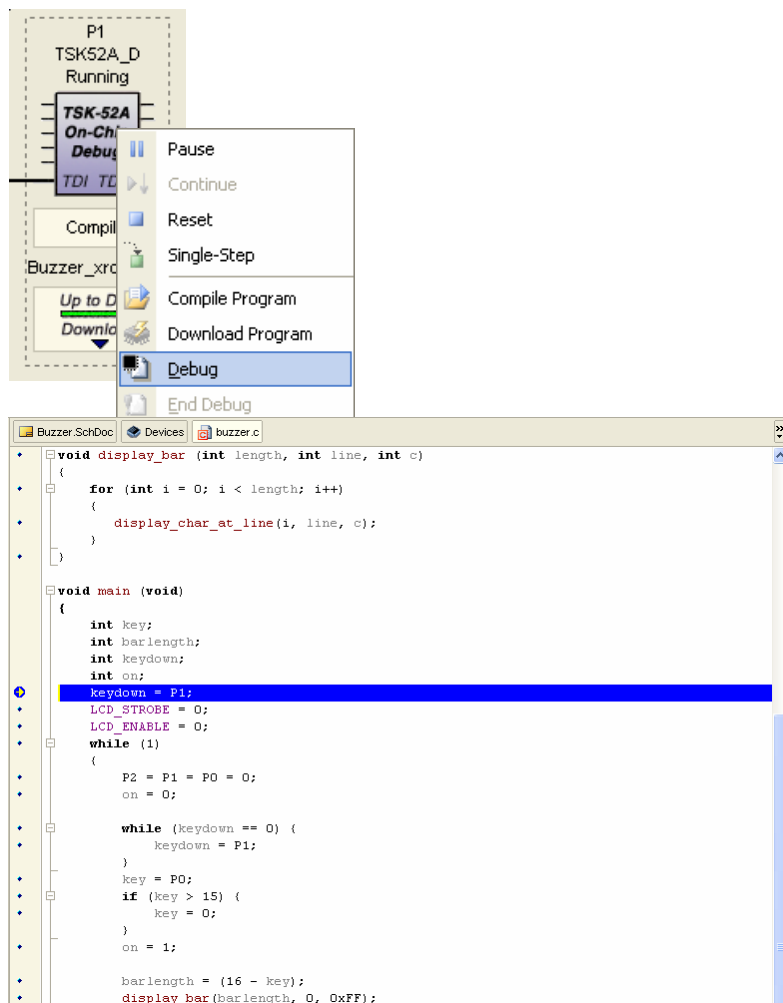 P1
TSK52A_D
Running
TSK-52A
On-Chi
Debug
TDI TD
Compil
Buzzer_xro
Up to D
Downlo
Pause
Continue
Reset
Single-Step
Compile Program
Download Program
Debug
End Debug
Buzzer.SchDoc Devices buzzer.c
void display_bar (int length, int line, int c)
{
for (int i = 0; i < length; i++)
{
display_char_at_line(i, line, c);
}
}
void main (void)
{
int key;
int barlength;
int keydown;
int on;
keydown = P1;
LCD_STROBE = 0;
LCD_ENABLE = 0;
while (1)
{
P2 = P1 = P0 = 0;
on = 0;
while (keydown == 0) {
keydown = P1;
}
key = P0;
if (key > 15) {
key = 0;
}
on = 1;
barlength = (16 - key);
display_bar(barlength, 0, 0xFF);